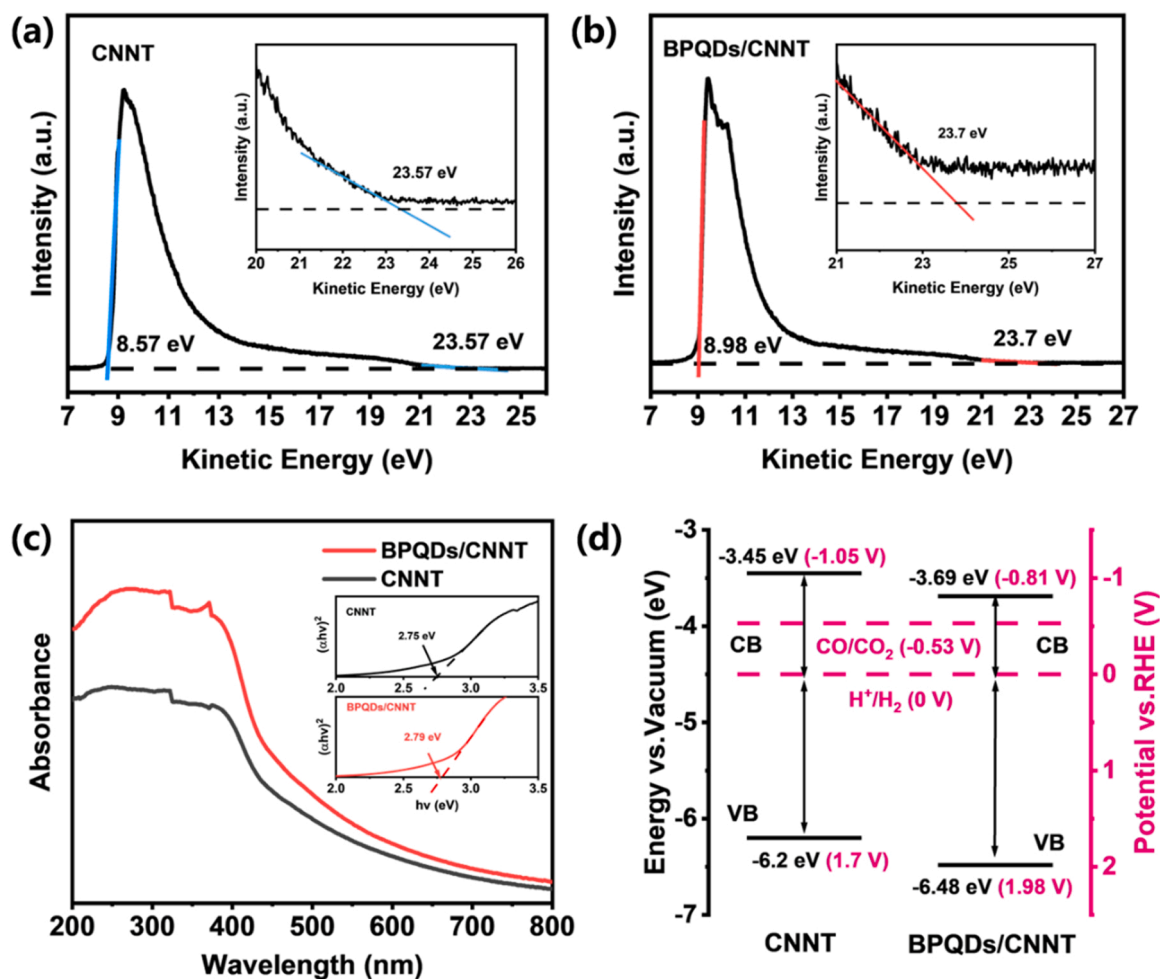 (a)
CNNT
Intensity (a.u.)
8.57 eV
23.57 eV
7 9 11 13 15 17 19 21 23 25
Kinetic Energy (eV)
Intensity (a.u.)
23.57 eV
20 21 22 23 24 25 26
Kinetic Energy (eV)
(b)
BPQDs/CNNT
Intensity (a.u.)
8.98 eV
23.7 eV
7 9 11 13 15 17 19 21 23 25 27
Kinetic Energy (eV)
Intensity (a.u.)
23.7 eV
21 23 25 27
Kinetic Energy (eV)
(c)
BPQDs/CNNT
CNNT
Absorbance
200 300 400 500 600 700 800
Wavelength (nm)
CNNT
(αhv)²
2.75 eV
2.0 2.5 3.0 3.5
BPQDs/CNNT
(αhv)²
2.79 eV
2.0 2.5 3.0 3.5
hv (eV)
(d)
Energy vs.Vacuum (eV)
-3
-4
-5
-6
-7
-3.45 eV (-1.05 V)
-3.69 eV (-0.81 V)
CB
CO/CO₂ (-0.53 V)
CB
H⁺/H₂ (0 V)
VB
VB
-6.2 eV (1.7 V)
-6.48 eV (1.98 V)
CNNT
BPQDs/CNNT
-1
0
1
2
Potential vs.RHE (V)